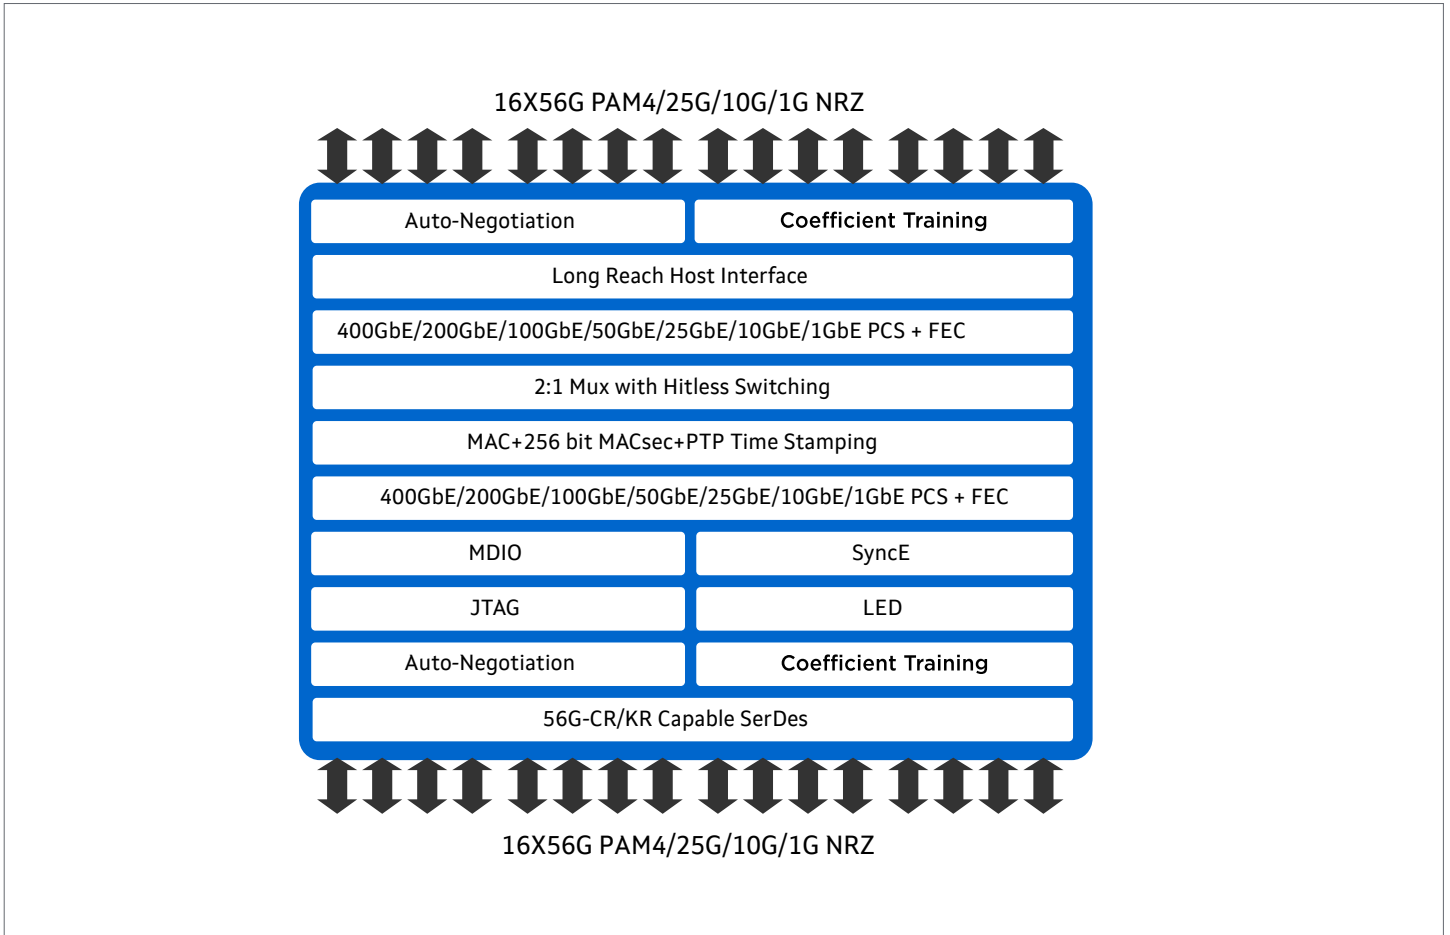 16X56G PAM4/25G/10G/1G NRZ
Auto-Negotiation
Coefficient Training
Long Reach Host Interface
400GbE/200GbE/100GbE/50GbE/25GbE/10GbE/1GbE PCS + FEC
2:1 Mux with Hitless Switching
MAC+256 bit MACsec+PTP Time Stamping
400GbE/200GbE/100GbE/50GbE/25GbE/10GbE/1GbE PCS + FEC
MDIO
SyncE
JTAG
LED
Auto-Negotiation
Coefficient Training
56G-CR/KR Capable SerDes
16X56G PAM4/25G/10G/1G NRZ